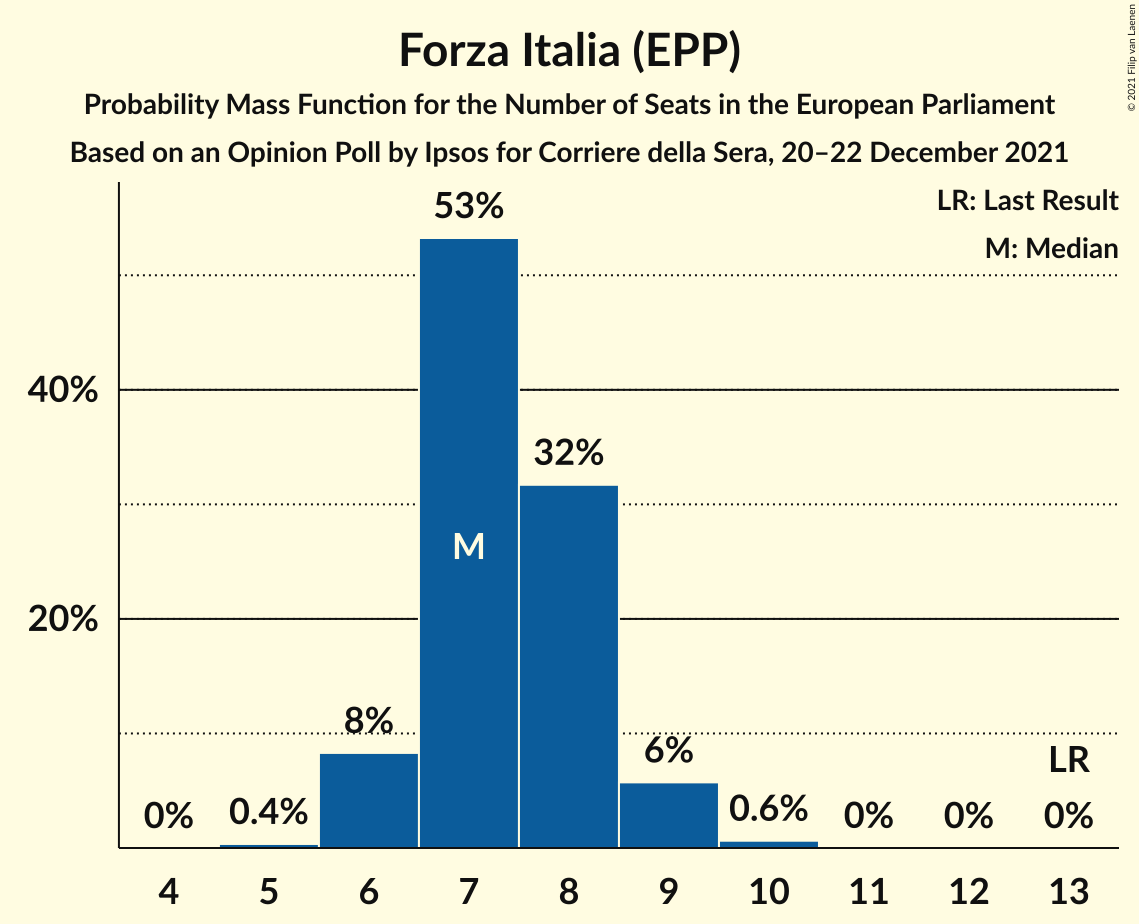 Forza Italia (EPP)
Probability Mass Function for the Number of Seats in the European Parliament
Based on an Opinion Poll by Ipsos for Corriere della Sera, 20–22 December 2021
© 2021 Filip van Laenen
LR: Last Result
M: Median
53%
40%
32%
M
20%
8%
6%
LR
0%
0.4%
0.6%
0%
0%
0%
4 5 6 7 8 9 10 11 12 13